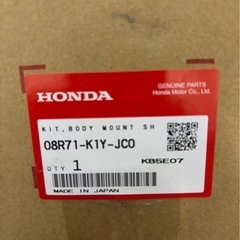 GENUINE PARTS
Honda Motor Co., Ltd.
HONDA
KIT, BODY MOUNT SH
08R71-K1Y-JC0
QTY 1
KB5E07
MADE IN JAPAN